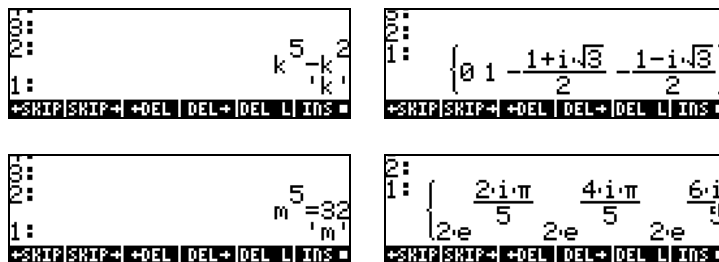 3:
2: k^5-k^2
1: 'k'
←SKIP SKIP→ ←DEL DEL→ DEL L INS ■
3:
2:
1: {0 1 -(1+i·√3)/2 -(1-i·√3)/2
←SKIP SKIP→ ←DEL DEL→ DEL L INS ■
3:
2: m^5=32
1: 'm'
←SKIP SKIP→ ←DEL DEL→ DEL L INS ■
2:
1: {2·e^(2·i·π/5) 2·e^(4·i·π/5) 2·e
←SKIP SKIP→ ←DEL DEL→ DEL L INS ■